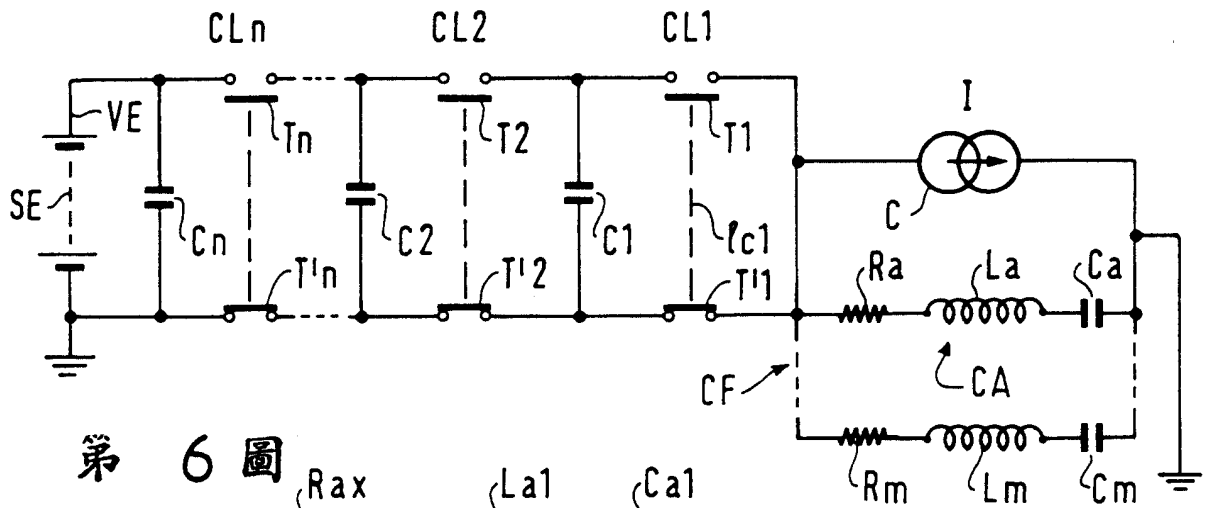 CLn CL2 CL1
VE Tn T2 T1 I
SE Cn C2 C1 ℓc1 C
T'n T'2 T'1 Ra La Ca
CF CA
Rm Lm Cm
第 6 圖
Rax La1 Ca1